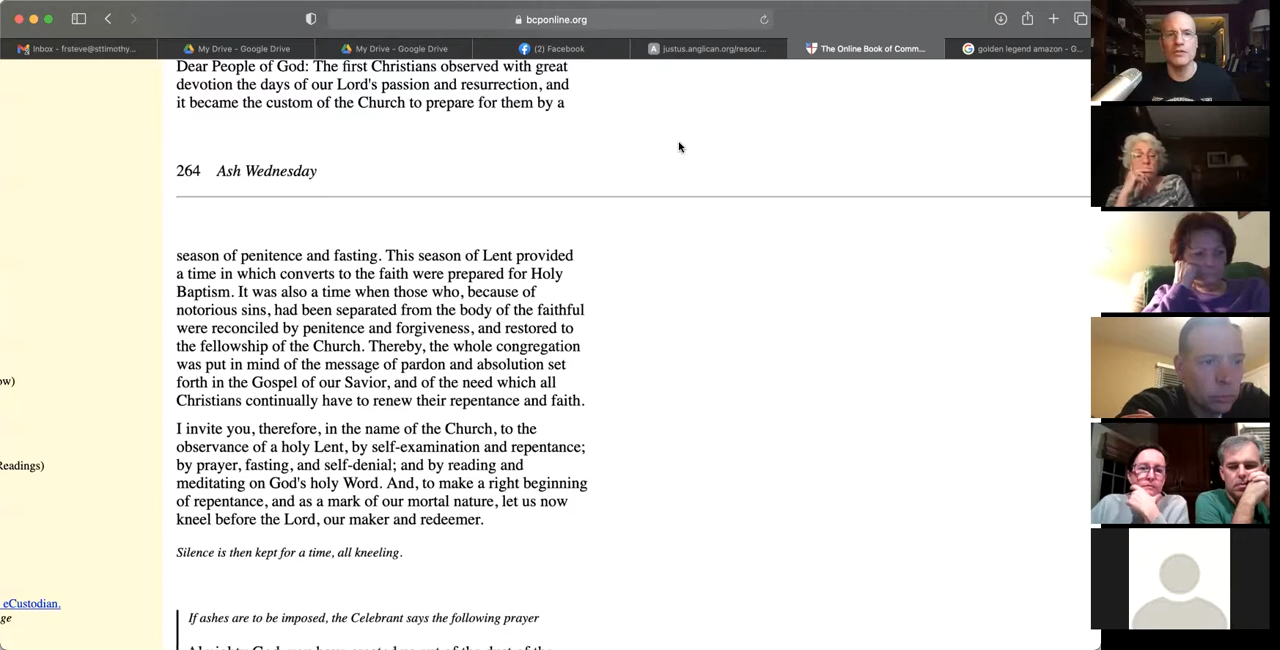 bcponline.org
Inbox - frsteve@sttimothy...
My Drive - Google Drive
My Drive - Google Drive
(2) Facebook
A justus.anglican.org/resour...
The Online Book of Comm...
G golden legend amazon - G...
Dear People of God: The first Christians observed with great
devotion the days of our Lord's passion and resurrection, and
it became the custom of the Church to prepare for them by a
264 Ash Wednesday
season of penitence and fasting. This season of Lent provided
a time in which converts to the faith were prepared for Holy
Baptism. It was also a time when those who, because of
notorious sins, had been separated from the body of the faithful
were reconciled by penitence and forgiveness, and restored to
the fellowship of the Church. Thereby, the whole congregation
was put in mind of the message of pardon and absolution set
forth in the Gospel of our Savior, and of the need which all
Christians continually have to renew their repentance and faith.
ow)
I invite you, therefore, in the name of the Church, to the
observance of a holy Lent, by self-examination and repentance;
by prayer, fasting, and self-denial; and by reading and
meditating on God's holy Word. And, to make a right beginning
of repentance, and as a mark of our mortal nature, let us now
kneel before the Lord, our maker and redeemer.
Readings)
Silence is then kept for a time, all kneeling.
eCustodian.
ge
If ashes are to be imposed, the Celebrant says the following prayer
Almighty God, you have created us out of the dust of the